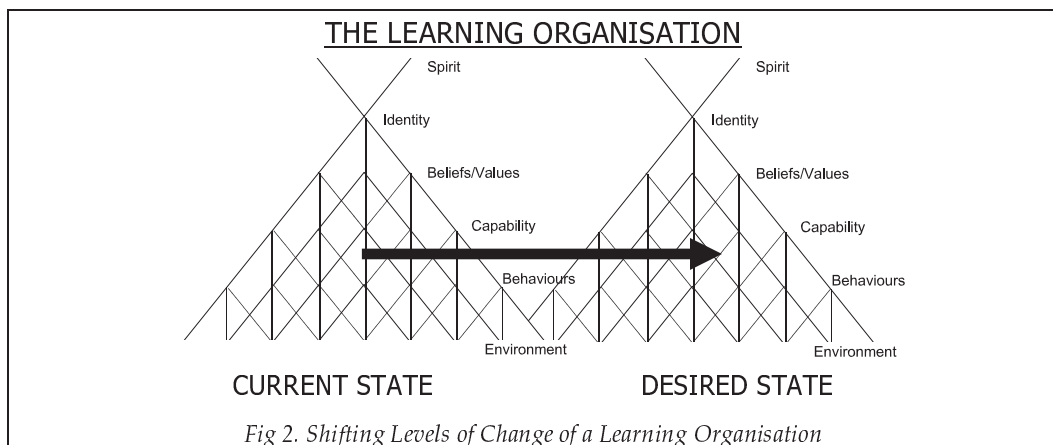 THE LEARNING ORGANISATION
Spirit
Identity
Beliefs/Values
Capability
Behaviours
Environment
CURRENT STATE
Spirit
Identity
Beliefs/Values
Capability
Behaviours
Environment
DESIRED STATE
Fig 2. Shifting Levels of Change of a Learning Organisation